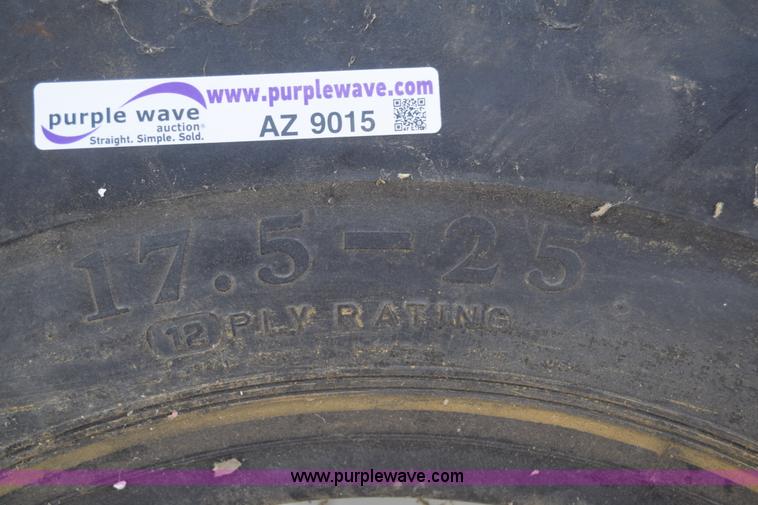 www.purplewave.com
purple wave
auction®
Straight. Simple. Sold.
AZ 9015
17.5-25
12 PLY RATING
www.purplewave.com